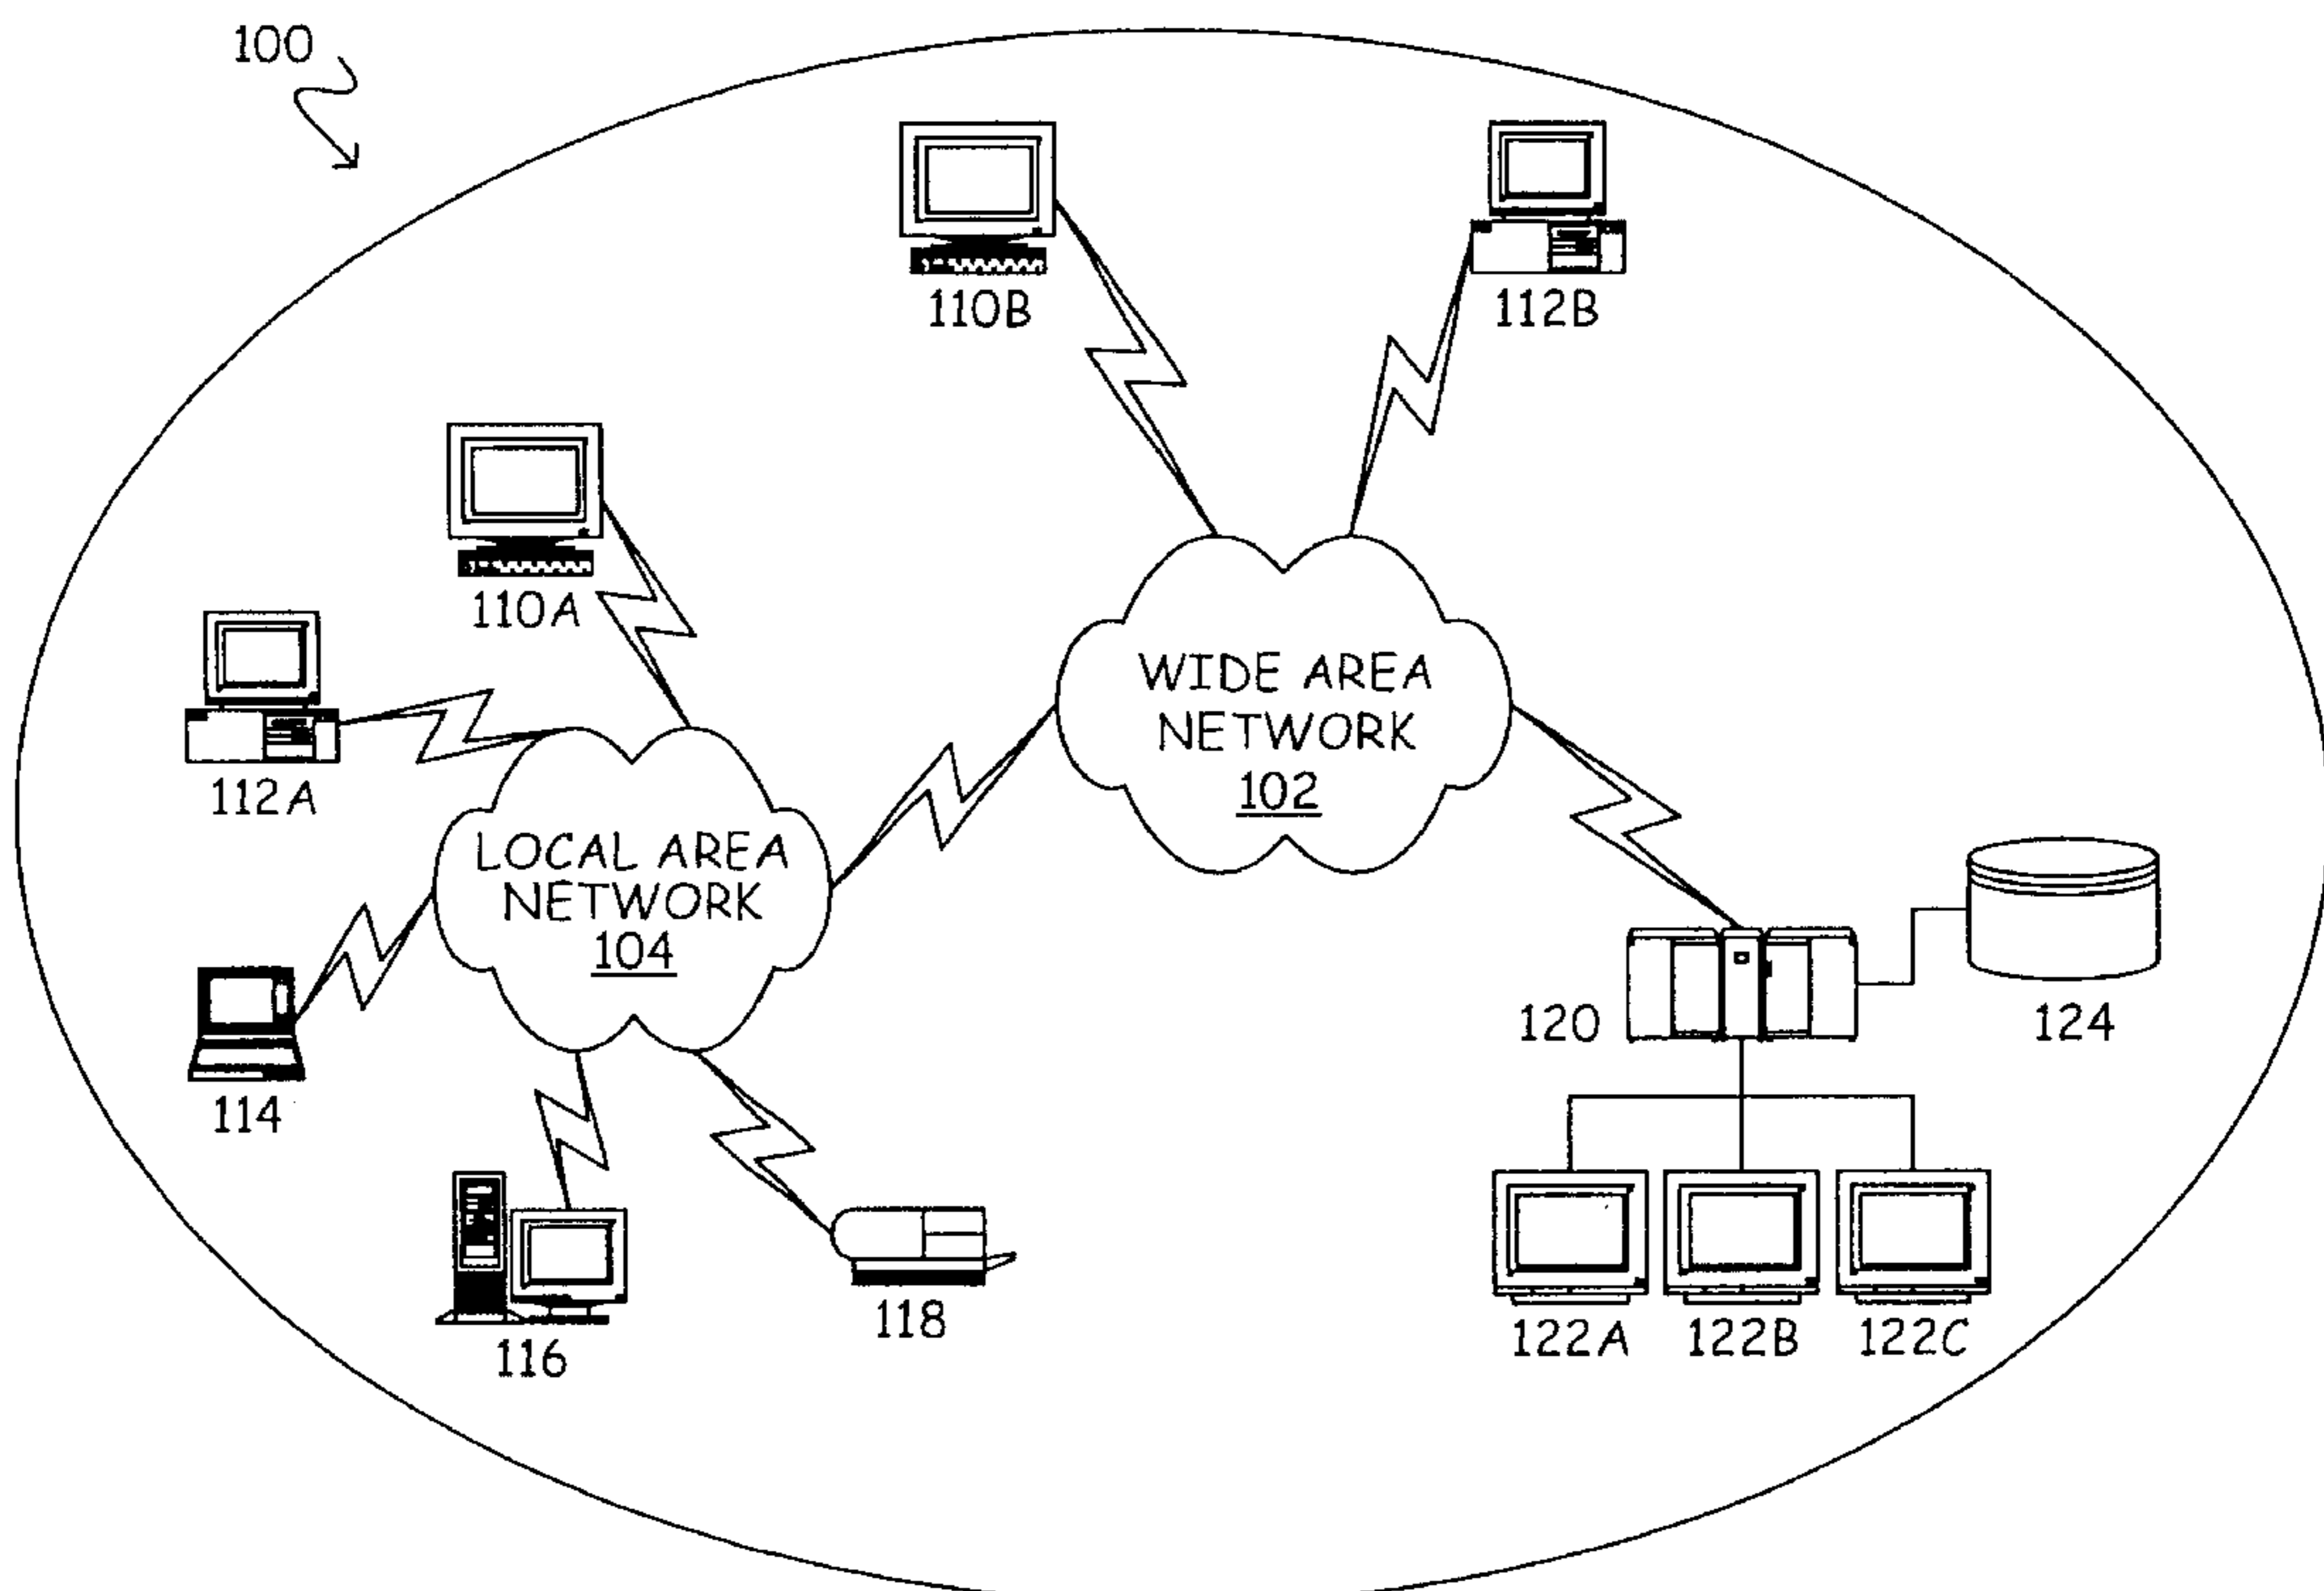 100
110B
112B
110A
112A
WIDE AREA
NETWORK
102
LOCAL AREA
NETWORK
104
114
120
124
116
118
122A
122B
122C